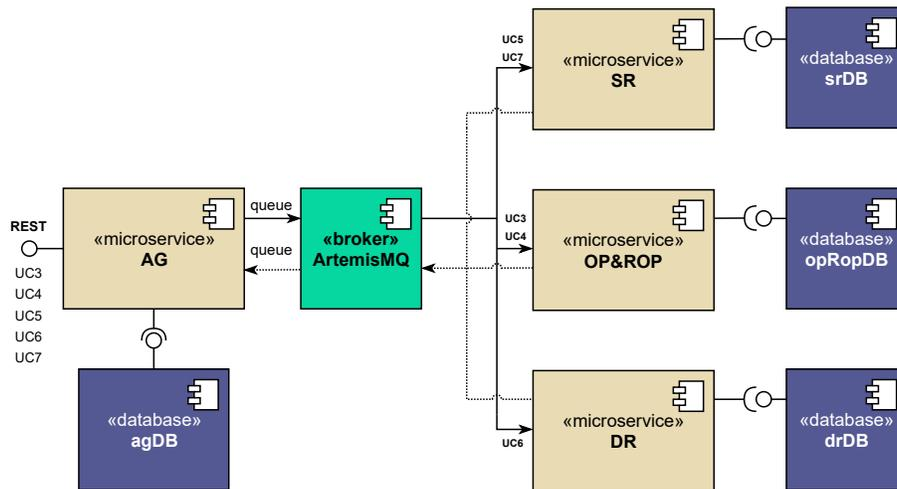 REST
UC3
UC4
UC5
UC6
UC7
«microservice»
AG
«database»
agDB
queue
queue
«broker»
ArtemisMQ
UC5
UC7
«microservice»
SR
«database»
srDB
UC3
UC4
«microservice»
OP&ROP
«database»
opRopDB
UC6
«microservice»
DR
«database»
drDB